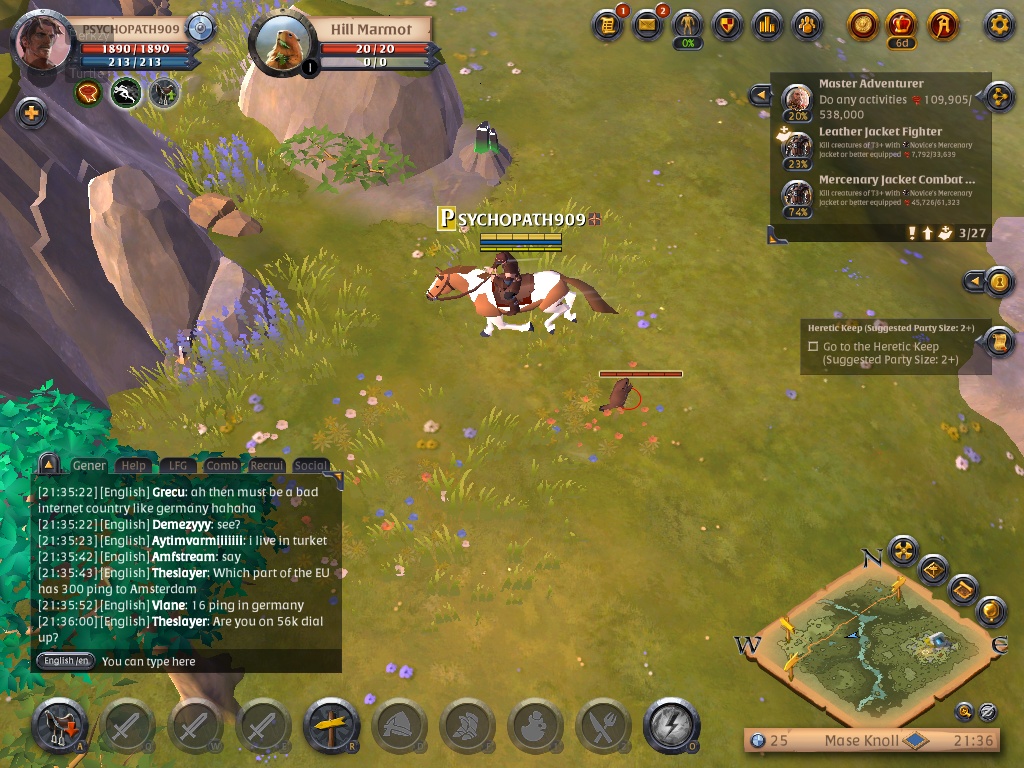 PSYCHOPATH909
1890 / 1890
213 / 213
Hill Marmot
20 / 20
0 / 0
I
1
2
0%
6d
Master Adventurer
Do any activities 109,905/
538,000
20%
Leather Jacket Fighter
Kill creatures of T3+ with Novice's Mercenary
Jacket or better equipped 7,792/33,639
23%
Mercenary Jacket Combat ...
Kill creatures of T3+ with Novice's Mercenary
Jacket or better equipped 45,726/61,323
74%
3/27
PSYCHOPATH909
Heretic Keep (Suggested Party Size: 2+)
Go to the Heretic Keep
(Suggested Party Size: 2+)
Gener Help LFG Comb Recrui Social
[21:35:22] [English] Grecu: ah then must be a bad
internet country like germany hahaha
[21:35:22] [English] Demezyyy: see?
[21:35:23] [English] Aytimvarmiiiiiii: i live in turket
[21:35:42] [English] Amfstream: say
[21:35:43] [English] Theslayer: Which part of the EU
has 300 ping to Amsterdam
[21:35:52] [English] Vlane: 16 ping in germany
[21:36:00] [English] Theslayer: Are you on 56k dial
up?
English /en You can type here
N
W
E
A Q W E R D F O
25 Mase Knoll 21:36